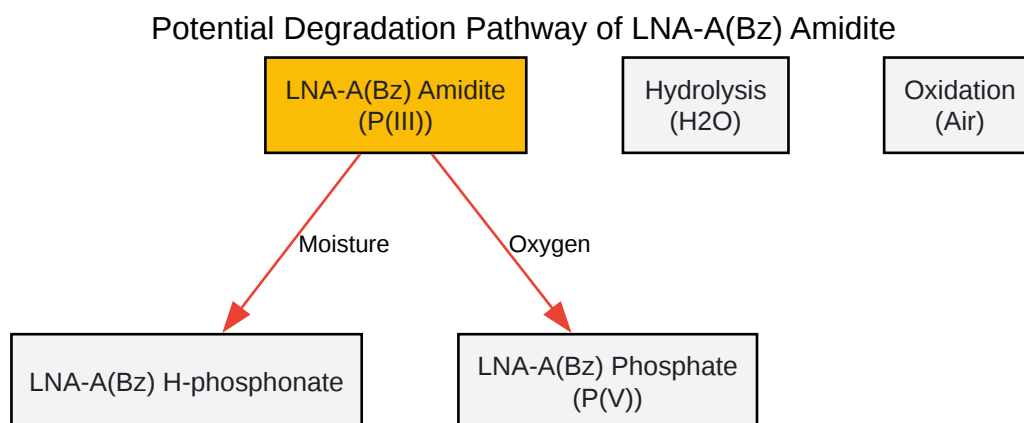 Potential Degradation Pathway of LNA-A(Bz) Amidite
LNA-A(Bz) Amidite
(P(III))
Hydrolysis
(H2O)
Oxidation
(Air)
Moisture
Oxygen
LNA-A(Bz) H-phosphonate
LNA-A(Bz) Phosphate
(P(V))